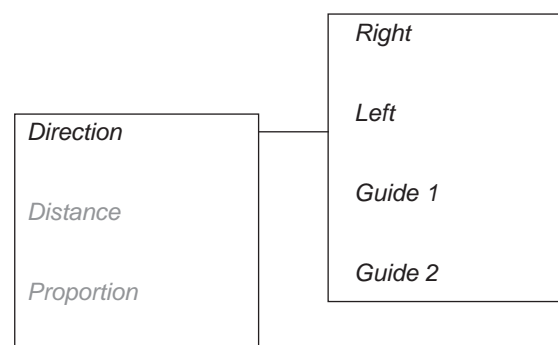 Right
Left
Direction
Guide 1
Distance
Guide 2
Proportion